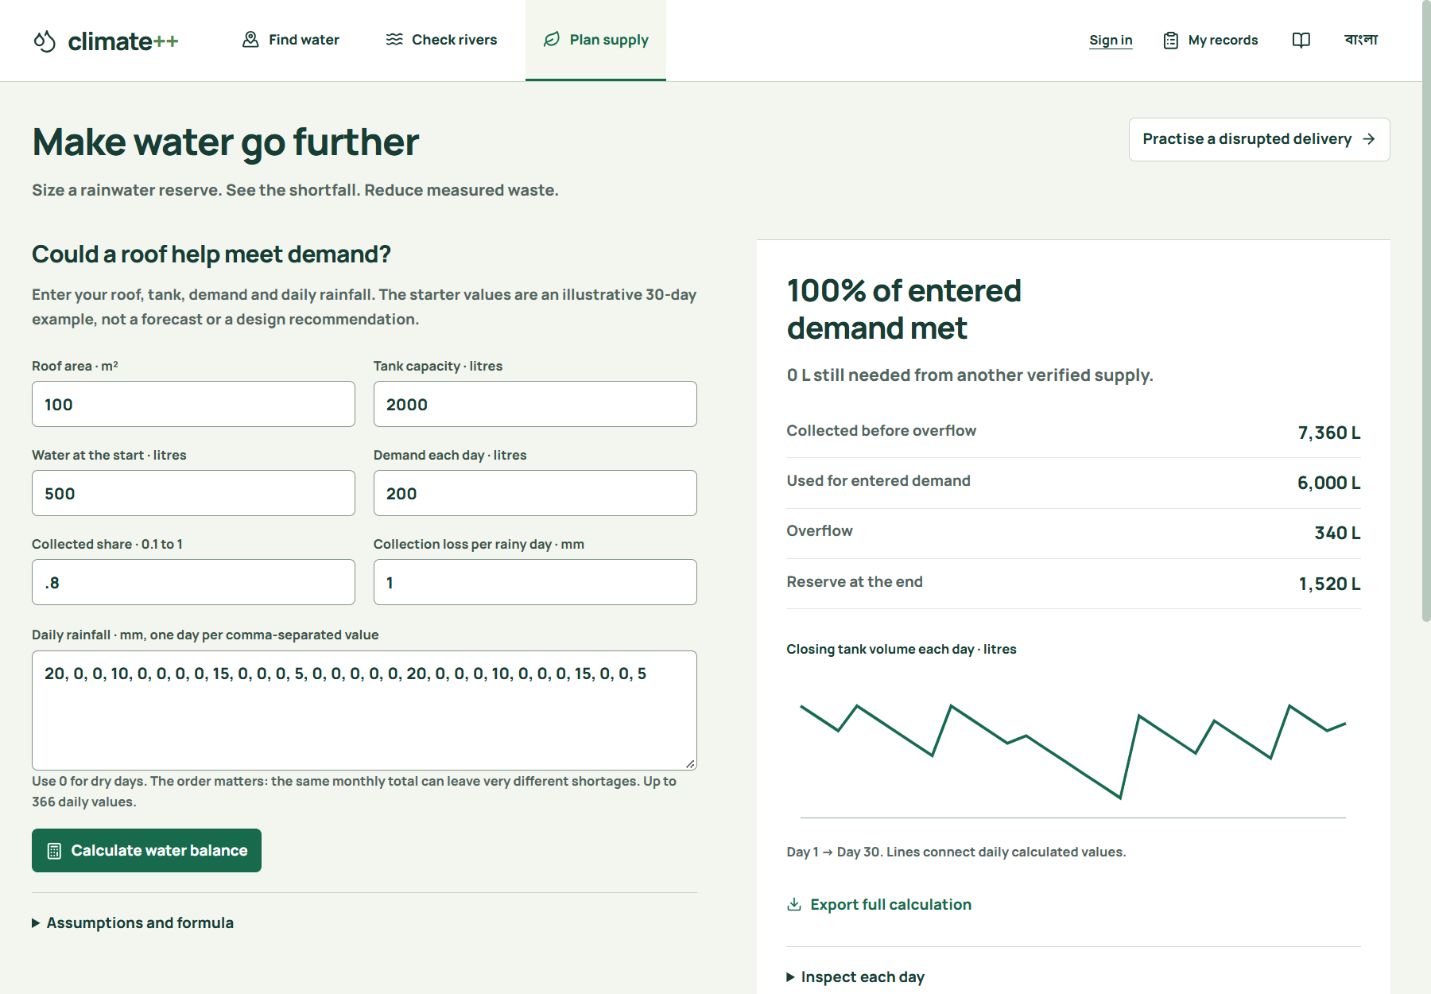 climate++
Find water
Check rivers
Plan supply
Sign in
My records
বাংলা
Make water go further
Practise a disrupted delivery →
Size a rainwater reserve. See the shortfall. Reduce measured waste.
Could a roof help meet demand?
Enter your roof, tank, demand and daily rainfall. The starter values are an illustrative 30-day
example, not a forecast or a design recommendation.
Roof area · m²
Tank capacity · litres
100
2000
Water at the start · litres
Demand each day · litres
500
200
Collected share · 0.1 to 1
Collection loss per rainy day · mm
.8
1
Daily rainfall · mm, one day per comma-separated value
20, 0, 0, 10, 0, 0, 0, 0, 15, 0, 0, 0, 5, 0, 0, 0, 0, 0, 20, 0, 0, 0, 10, 0, 0, 0, 15, 0, 0, 5
Use 0 for dry days. The order matters: the same monthly total can leave very different shortages. Up to
366 daily values.
Calculate water balance
Assumptions and formula
100% of entered
demand met
0 L still needed from another verified supply.
Collected before overflow 7,360 L
Used for entered demand 6,000 L
Overflow 340 L
Reserve at the end 1,520 L
Closing tank volume each day · litres
Day 1 → Day 30. Lines connect daily calculated values.
Export full calculation
Inspect each day